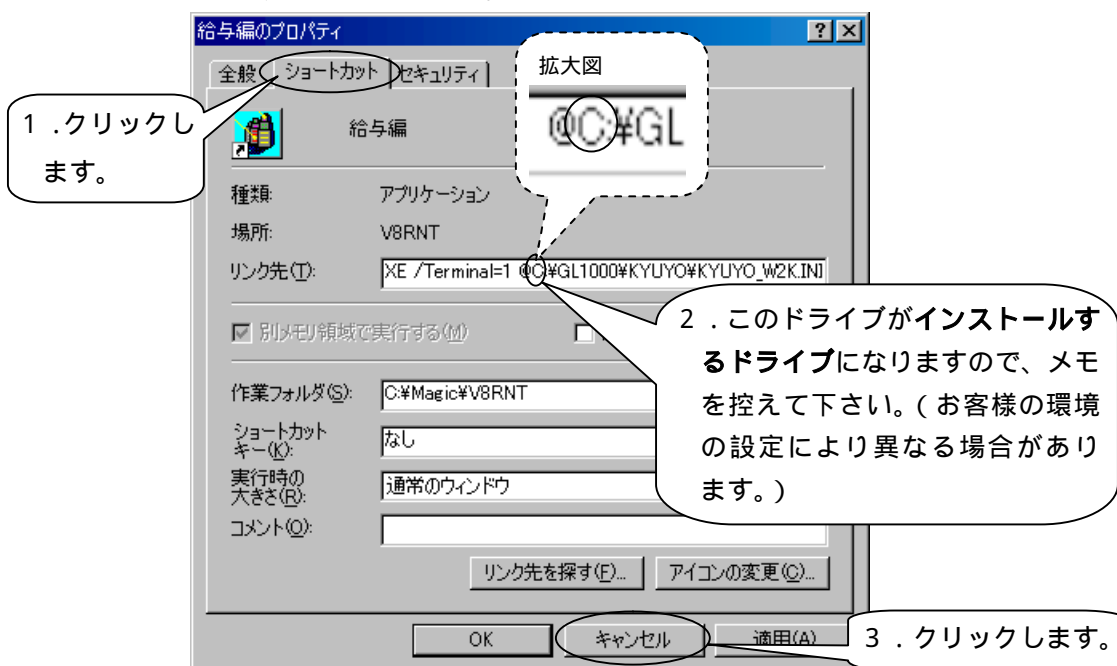 給与編のプロパティ
全般 ショートカット セキュリティ
拡大図
@C:¥GL
1.クリックし
ます。
給与編
種類: アプリケーション
場所: V8RNT
リンク先(T): XE /Terminal=1 @C:¥GL1000¥KYUYO¥KYUYO_W2K.INI
別メモリ領域で実行する(M)
2.このドライブがインストールす
るドライブになりますので、メモ
を控えて下さい。(お客様の環境
の設定により異なる場合があり
ます。)
作業フォルダ(S): C:¥Magic¥V8RNT
ショートカット
キー(K): なし
実行時の
大きさ(R): 通常のウィンドウ
コメント(O):
リンク先を探す(F)... アイコンの変更(C)...
OK キャンセル 適用(A)
3.クリックします。